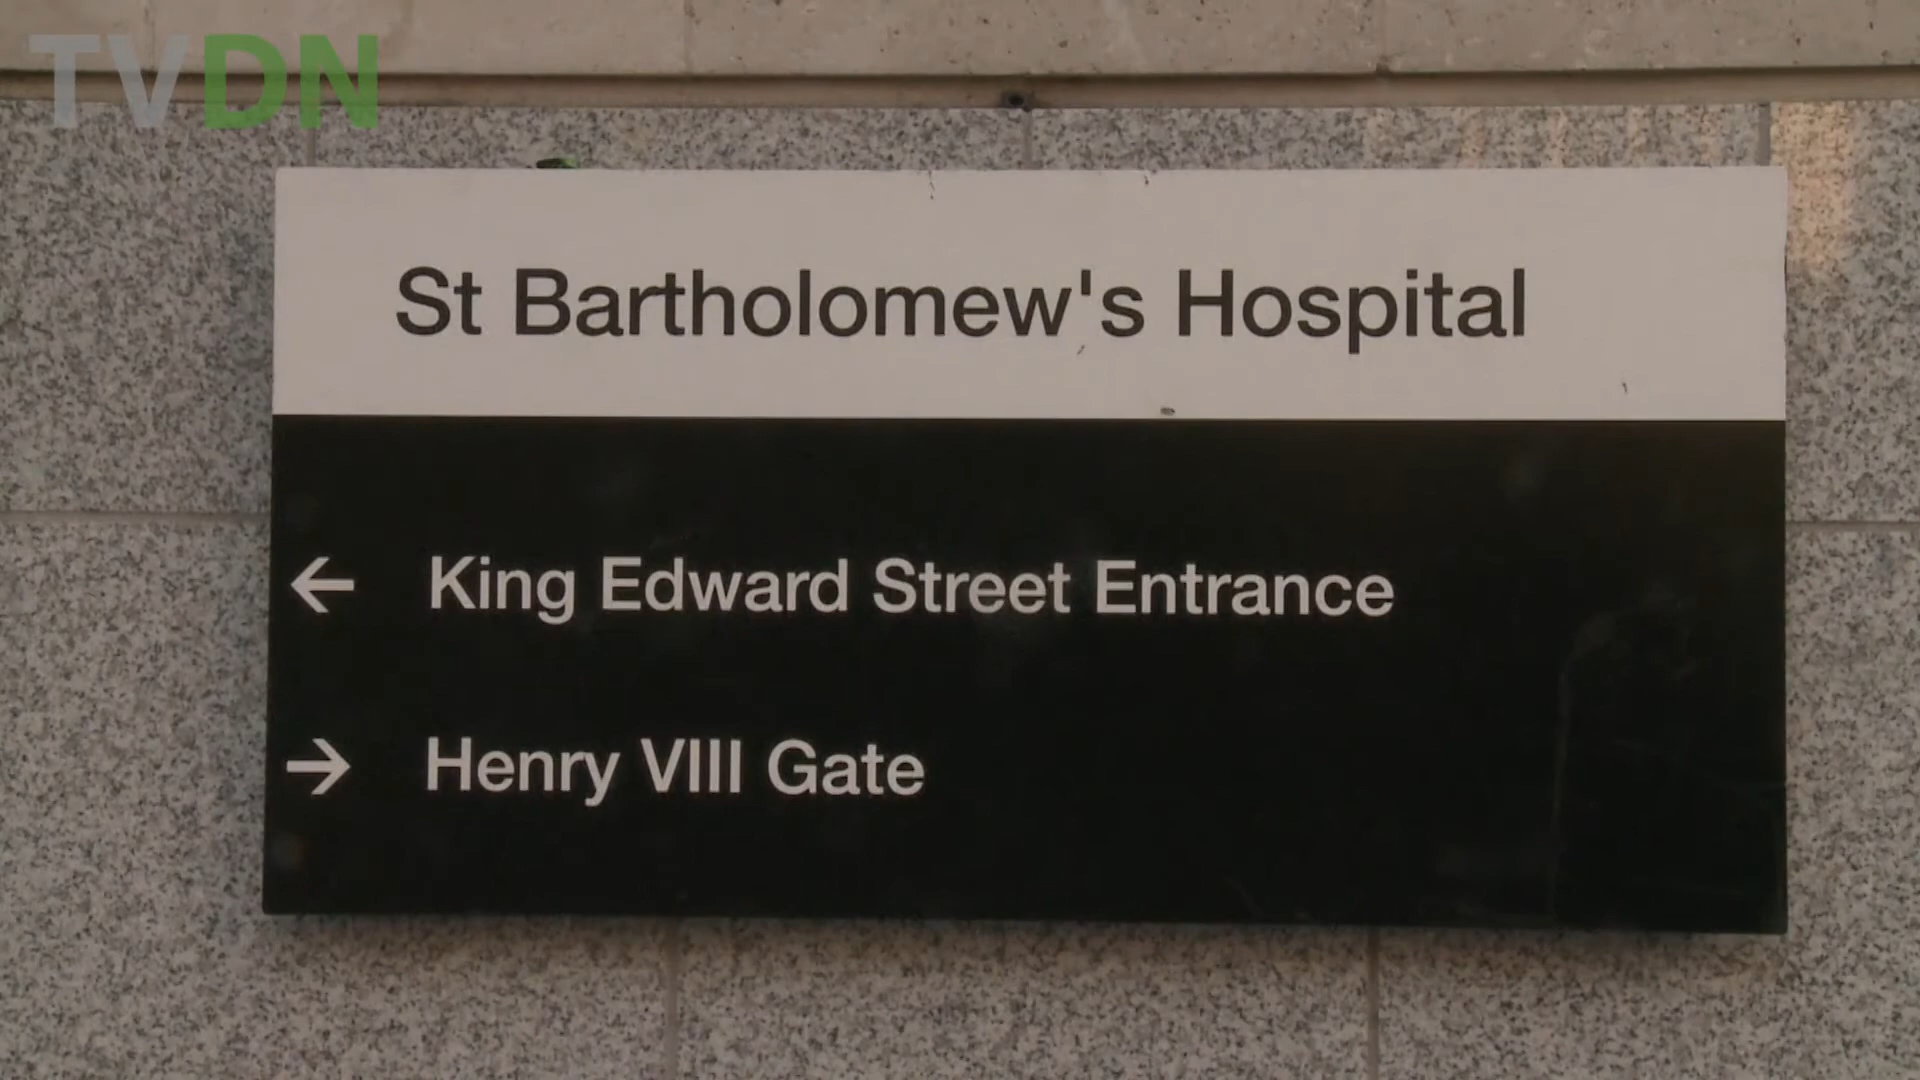 TVDN
St Bartholomew's Hospital
← King Edward Street Entrance
→ Henry VIII Gate